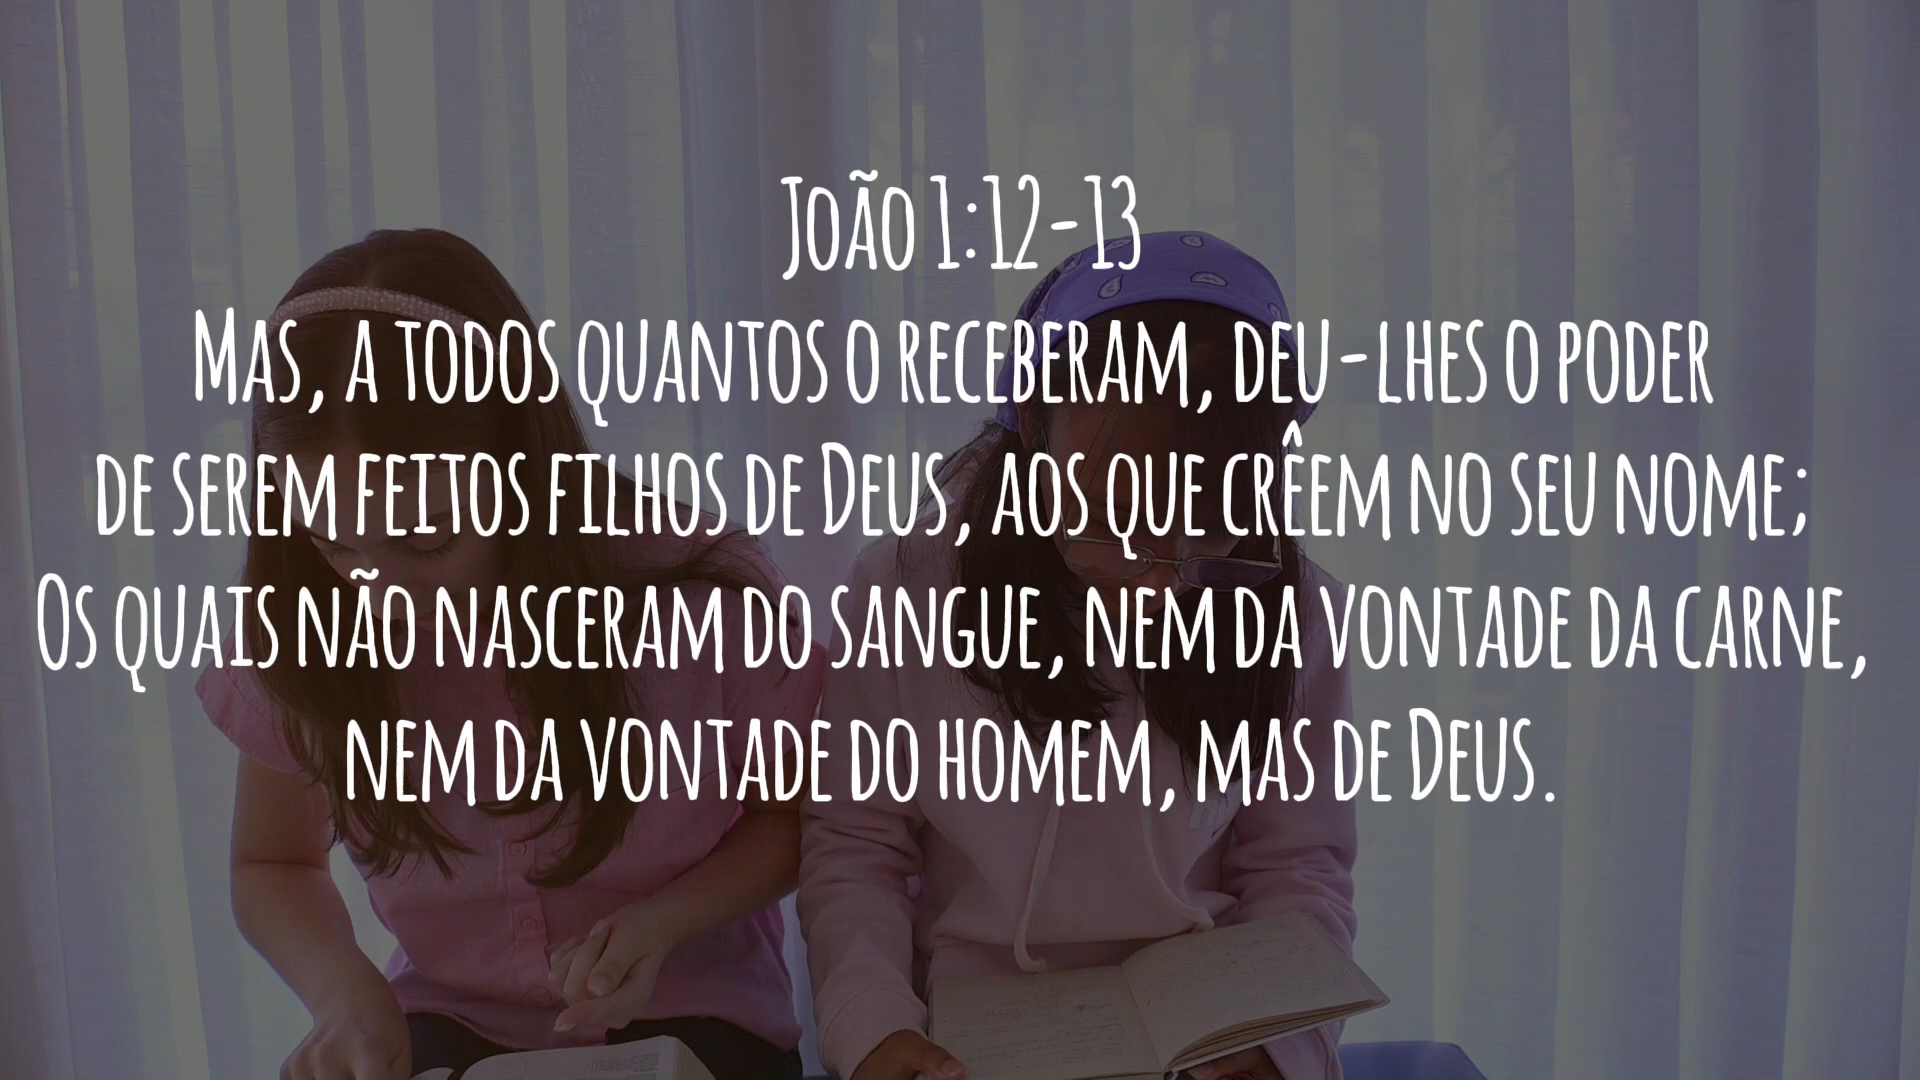 João 1:12-13
Mas, a todos quantos o receberam, deu-lhes o poder
de serem feitos filhos de Deus, aos que crêem no seu nome;
Os quais não nasceram do sangue, nem da vontade da carne,
nem da vontade do homem, mas de Deus.